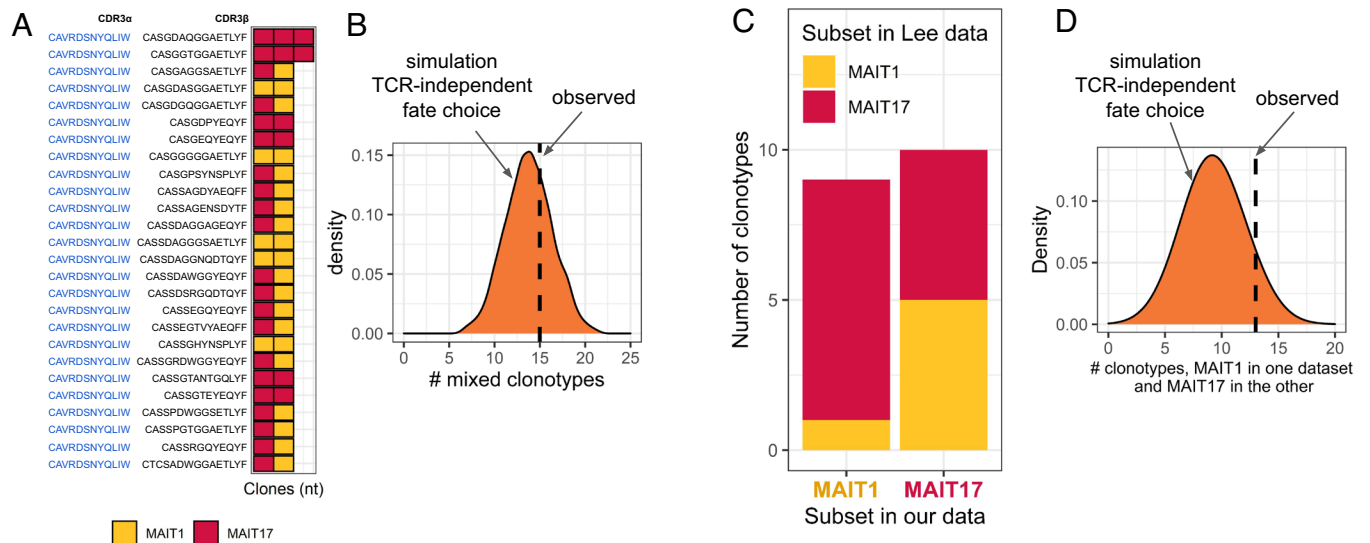 A
CDR3α CDR3β
CAVRDSNYQLIW CASGDAQGGAETLYF
CAVRDSNYQLIW CASGGTGGAETLYF
CAVRDSNYQLIW CASGAGGSAETLYF
CAVRDSNYQLIW CASGDASGGAETLYF
CAVRDSNYQLIW CASGDGQGGAETLYF
CAVRDSNYQLIW CASGDPYEQYF
CAVRDSNYQLIW CASGEQYEQYF
CAVRDSNYQLIW CASGGGGGAETLYF
CAVRDSNYQLIW CASGPSYNSPLYF
CAVRDSNYQLIW CASSAGDYAEQFF
CAVRDSNYQLIW CASSAGENSDYTF
CAVRDSNYQLIW CASSDAGGAGEQYF
CAVRDSNYQLIW CASSDAGGGSAETLYF
CAVRDSNYQLIW CASSDAGGNQDTQYF
CAVRDSNYQLIW CASSDAWGGYEQYF
CAVRDSNYQLIW CASSDSRGQDTQYF
CAVRDSNYQLIW CASSEGQYEQYF
CAVRDSNYQLIW CASSEGTVYAEQFF
CAVRDSNYQLIW CASSGHYNSPLYF
CAVRDSNYQLIW CASSGRDWGGYEQYF
CAVRDSNYQLIW CASSGTANTGQLYF
CAVRDSNYQLIW CASSGTEYEQYF
CAVRDSNYQLIW CASSPDWGGSETLYF
CAVRDSNYQLIW CASSPGTGGAETLYF
CAVRDSNYQLIW CASSRGQYEQYF
CAVRDSNYQLIW CTCSADWGGAETLYF
Clones (nt)
MAIT1 MAIT17
B
simulation
TCR-independent
fate choice
observed
density
0.15
0.10
0.05
0.00
0 5 10 15 20 25
# mixed clonotypes
C
Subset in Lee data
MAIT1
MAIT17
Number of clonotypes
10
5
0
MAIT1 MAIT17
Subset in our data
D
simulation
TCR-independent
fate choice
observed
Density
0.10
0.05
0.00
0 5 10 15 20
# clonotypes, MAIT1 in one dataset
and MAIT17 in the other